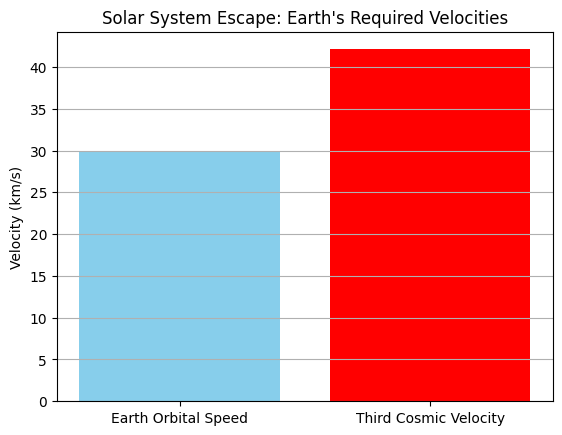 Solar System Escape: Earth's Required Velocities
Velocity (km/s)
40
35
30
25
20
15
10
5
0
Earth Orbital Speed
Third Cosmic Velocity